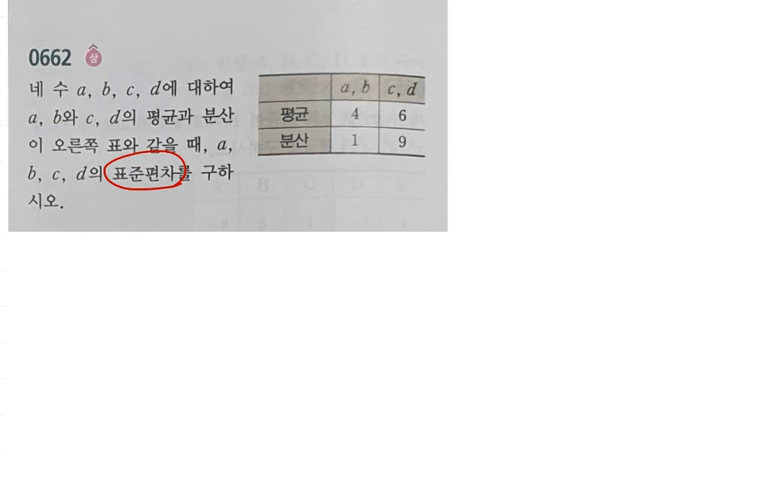 0662 상
네 수 a, b, c, d에 대하여
a, b와 c, d의 평균과 분산
이 오른쪽 표와 같을 때, a,
b, c, d의 표준편차를 구하
시오.
a, b c, d
평균 4 6
분산 1 9